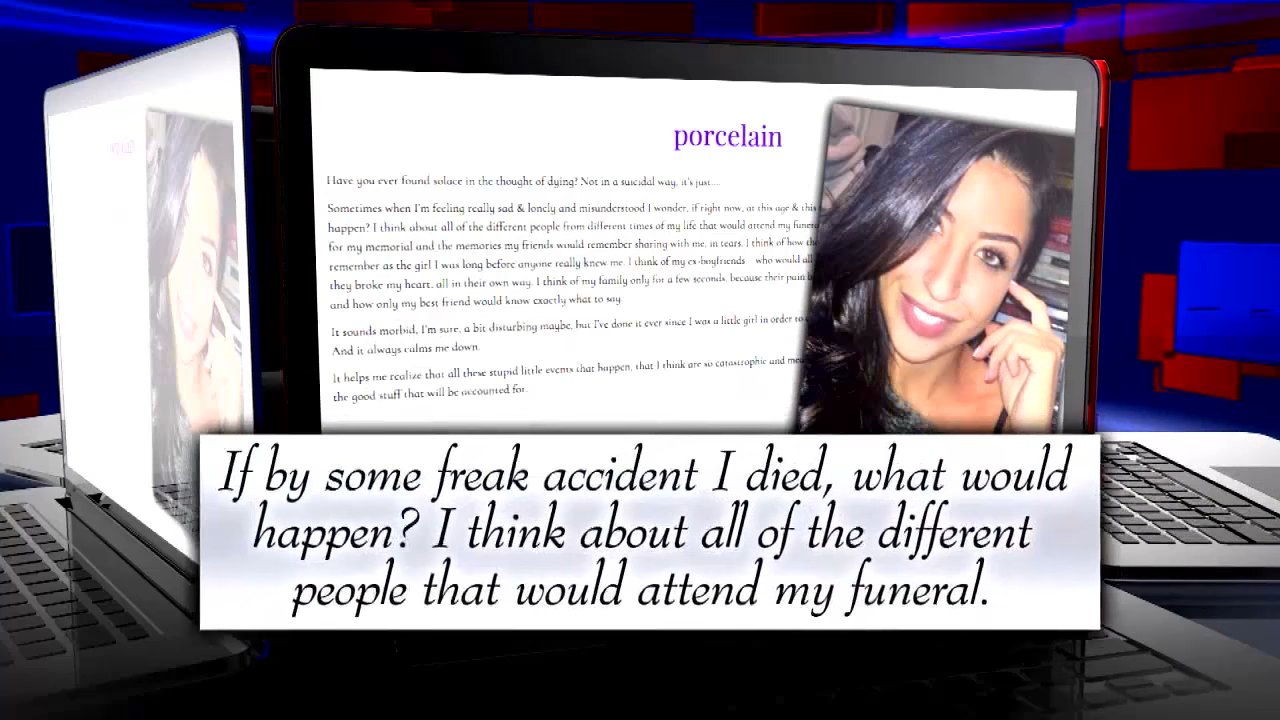 porcelain
Have you ever found solace in the thought of dying? Not in a suicidal way, it's just....
Sometimes when I'm feeling really sad & lonely and misunderstood I wonder, if right now, at this age & this
happen? I think about all of the different people from different times of my life that would attend my funera
for my memorial and the memories my friends would remember sharing with me, in tears. I think of how the
remember as the girl I was long before anyone really knew me. I think of my ex-boyfriends who would all
they broke my heart, all in their own way. I think of my family only for a few seconds, because their pain
and how only my best friend would know exactly what to say.
It sounds morbid, I'm sure, a bit disturbing maybe, but I've done it ever since I was a little girl in order to
And it always calms me down.
It helps me realize that all these stupid little events that happen, that I think are so catastrophic and
the good stuff that will be accounted for.
If by some freak accident I died, what would
happen? I think about all of the different
people that would attend my funeral.